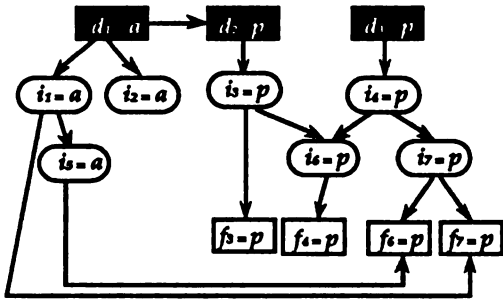 d₁ a d₂ p d₃ p
i₁ = a i₂ = a i₃ = p i₄ = p
i₅ = a i₆ = p i₇ = p
f₃ = p f₄ = p f₆ = p f₇ = p